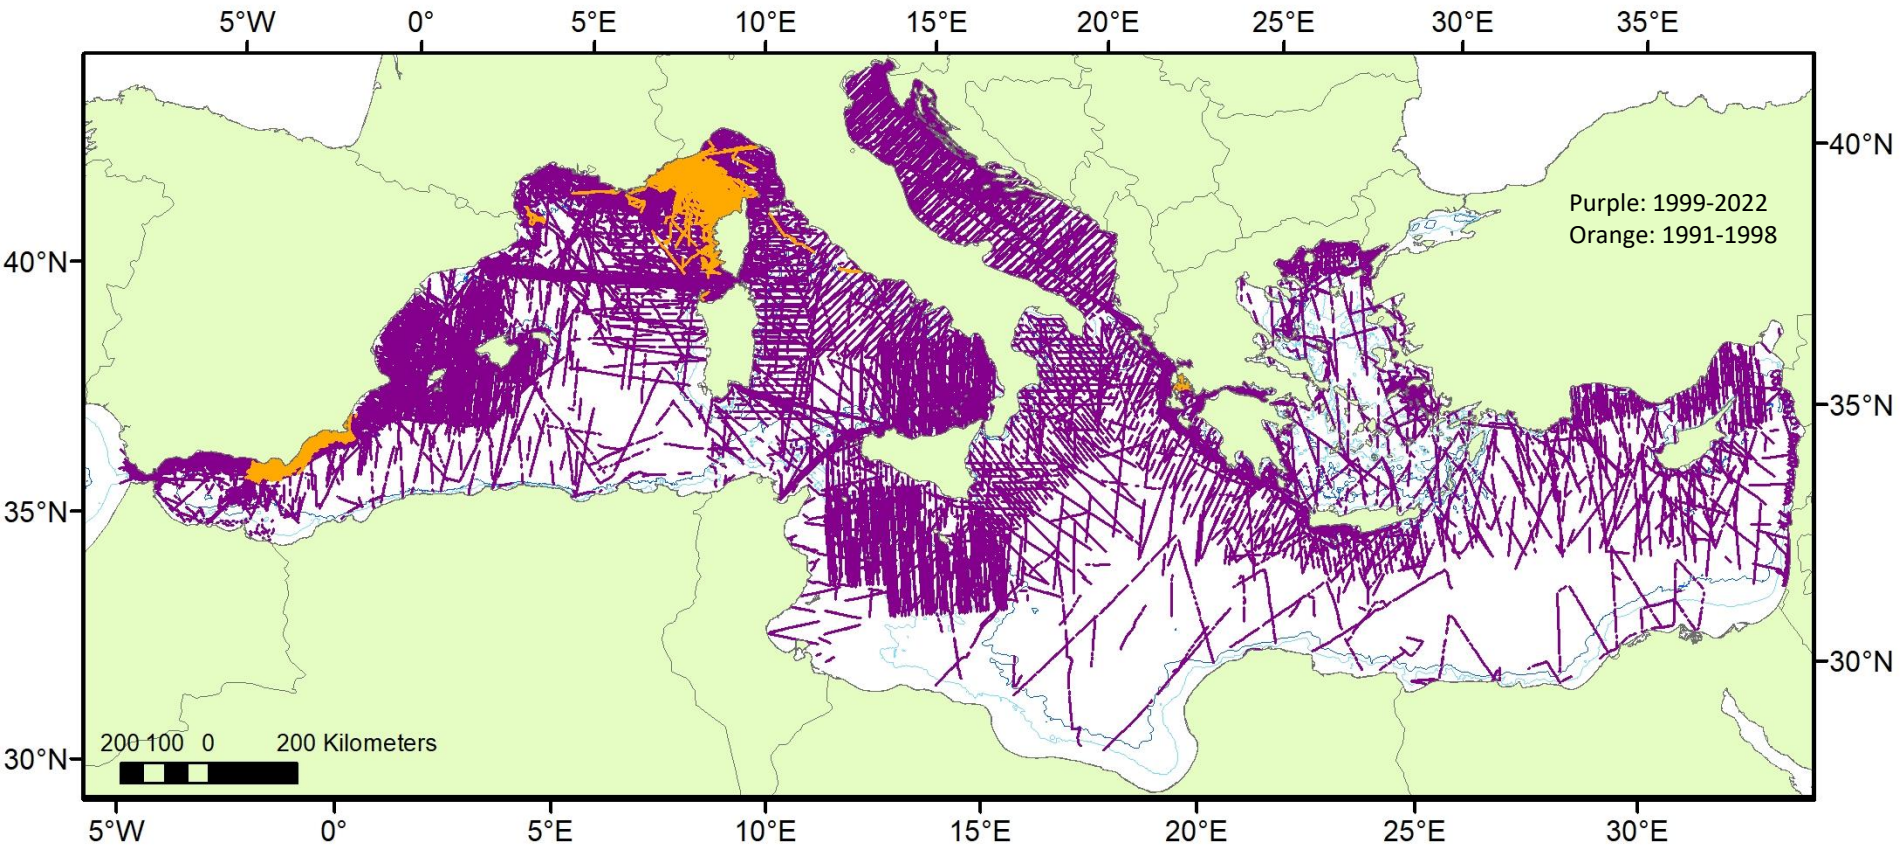 5°W 0° 5°E 10°E 15°E 20°E 25°E 30°E 35°E
40°N
Purple: 1999-2022
Orange: 1991-1998
40°N
35°N
35°N
30°N
200 100 0 200 Kilometers
30°N
5°W 0° 5°E 10°E 15°E 20°E 25°E 30°E